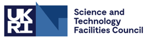 UK
RI
Science and
Technology
Facilities Council